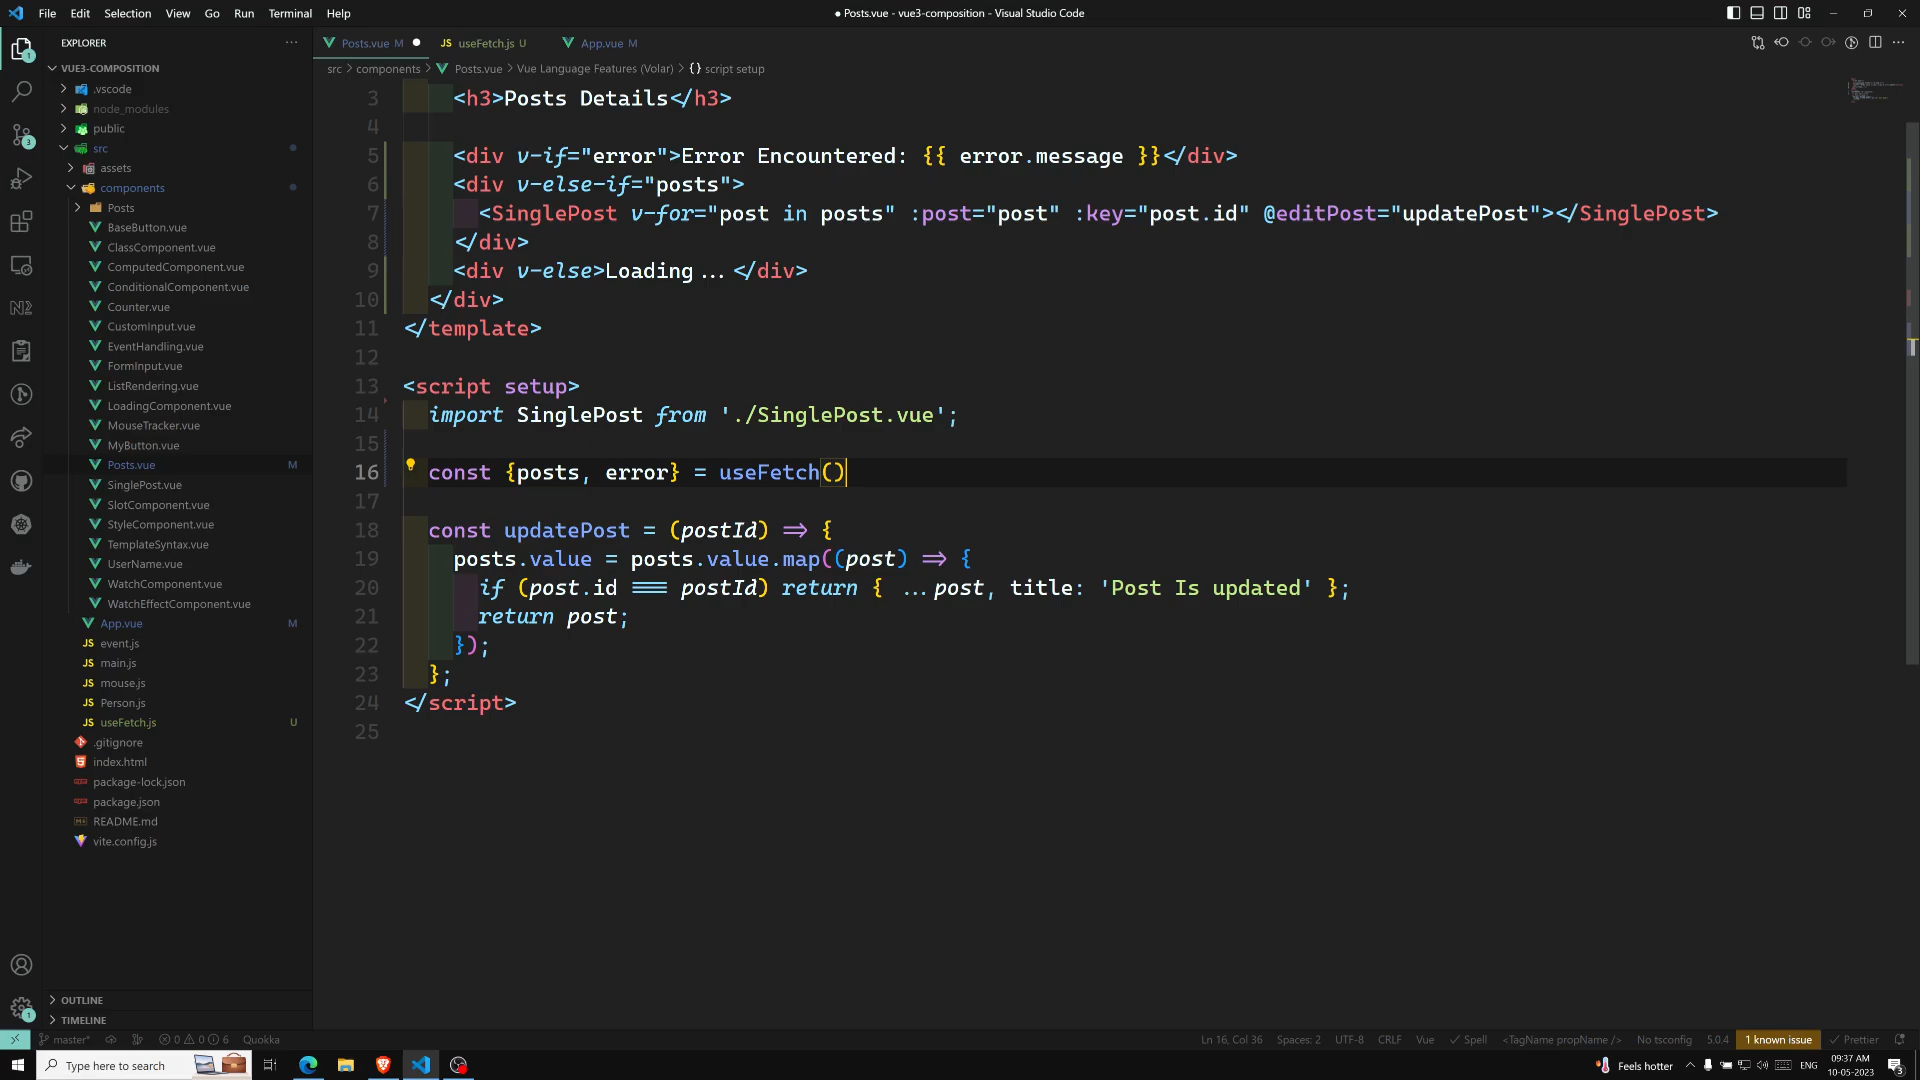 File Edit Selection View Go Run Terminal Help
● Posts.vue - vue3-composition - Visual Studio Code
EXPLORER
VUE3-COMPOSITION
.vscode
node_modules
public
src
assets
components
Posts
BaseButton.vue
ClassComponent.vue
ComputedComponent.vue
ConditionalComponent.vue
Counter.vue
CustomInput.vue
EventHandling.vue
FormInput.vue
ListRendering.vue
LoadingComponent.vue
MouseTracker.vue
MyButton.vue
Posts.vue M
SinglePost.vue
SlotComponent.vue
StyleComponent.vue
TemplateSyntax.vue
UserName.vue
WatchComponent.vue
WatchEffectComponent.vue
App.vue M
JS event.js
JS main.js
JS mouse.js
JS Person.js
JS useFetch.js U
.gitignore
index.html
package-lock.json
package.json
README.md
vite.config.js
OUTLINE
TIMELINE
Posts.vue M ● JS useFetch.js U App.vue M
src > components > Posts.vue > Vue Language Features (Volar) > {} script setup
3 <h3>Posts Details</h3>
4
5 <div v-if="error">Error Encountered: {{ error.message }}</div>
6 <div v-else-if="posts">
7 <SinglePost v-for="post in posts" :post="post" :key="post.id" @editPost="updatePost"></SinglePost>
8 </div>
9 <div v-else>Loading...</div>
10 </div>
11 </template>
12
13 <script setup>
14 import SinglePost from './SinglePost.vue';
15
16 const {posts, error} = useFetch()
17
18 const updatePost = (postId) => {
19 posts.value = posts.value.map((post) => {
20 if (post.id === postId) return { ...post, title: 'Post Is updated' };
21 return post;
22 });
23 };
24 </script>
25
master* 0 0 6 Quokka
Ln 16, Col 36 Spaces: 2 UTF-8 CRLF Vue Spell <TagName propName /> No tsconfig 5.0.4 1 known issue Prettier
Type here to search
Feels hotter ENG 09:37 AM
10-05-2023